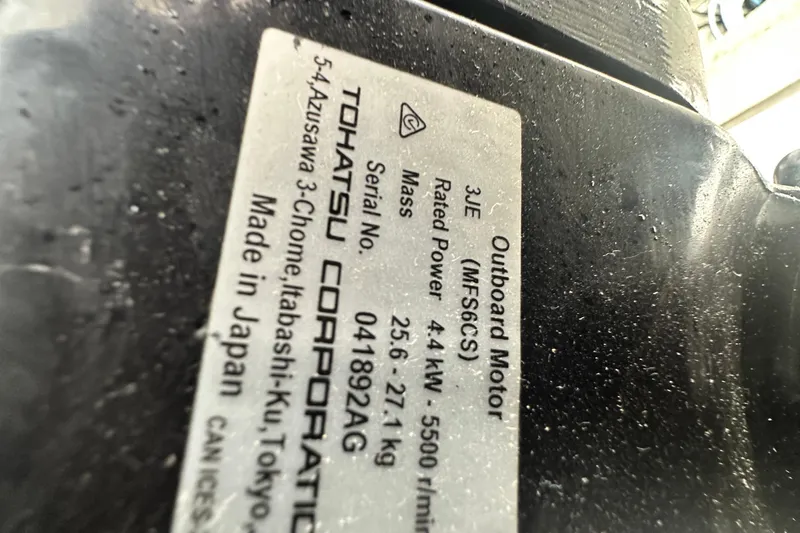 Outboard Motor
3JE (MFS6CS)
Rated Power 4.4 kW - 5500 r/min
Mass 25.6 - 27.1 kg
Serial No. 041892AG
TOHATSU CORPORATIO
5-4,Azusawa 3-Chome,Itabashi-Ku,Tokyo,
Made in Japan CAN ICES-